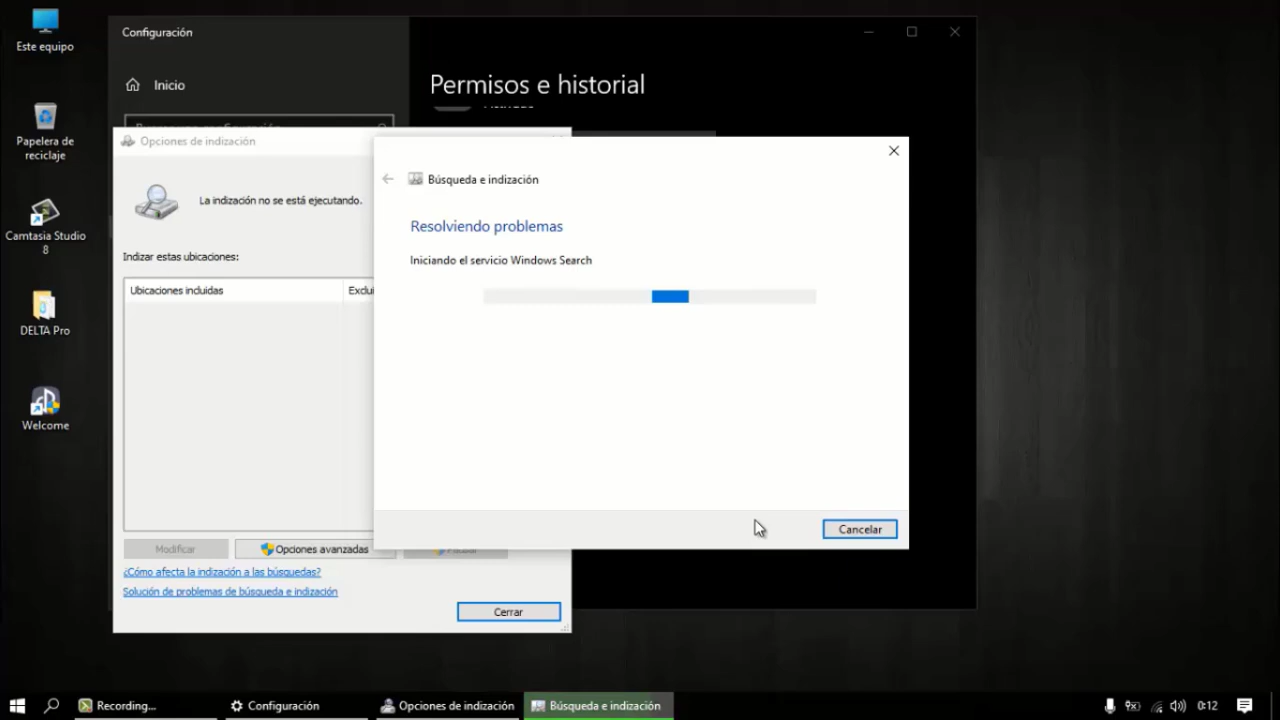 Este equipo
Papelera de
reciclaje
Camtasia Studio
8
DELTA Pro
Welcome
Configuración
Inicio
Permisos e historial
Opciones de indización
La indización no se está ejecutando.
Indizar estas ubicaciones:
Ubicaciones incluidas
Exclui
Modificar
Opciones avanzadas
¿Cómo afecta la indización a las búsquedas?
Solución de problemas de búsqueda e indización
Cerrar
Búsqueda e indización
Resolviendo problemas
Iniciando el servicio Windows Search
Cancelar
Recording...
Configuración
Opciones de indización
Búsqueda e indización
0:12